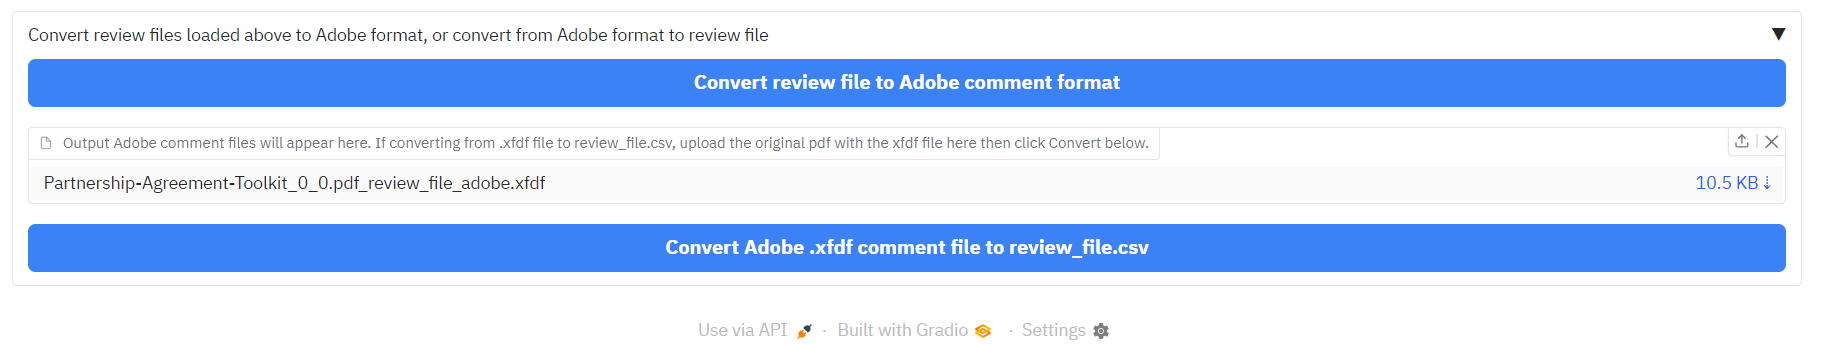 Convert review files loaded above to Adobe format, or convert from Adobe format to review file
Convert review file to Adobe comment format
Output Adobe comment files will appear here. If converting from .xfdf file to review_file.csv, upload the original pdf with the xfdf file here then click Convert below.
Partnership-Agreement-Toolkit_0_0.pdf_review_file_adobe.xfdf 10.5 KB ⇣
Convert Adobe .xfdf comment file to review_file.csv
Use via API · Built with Gradio · Settings